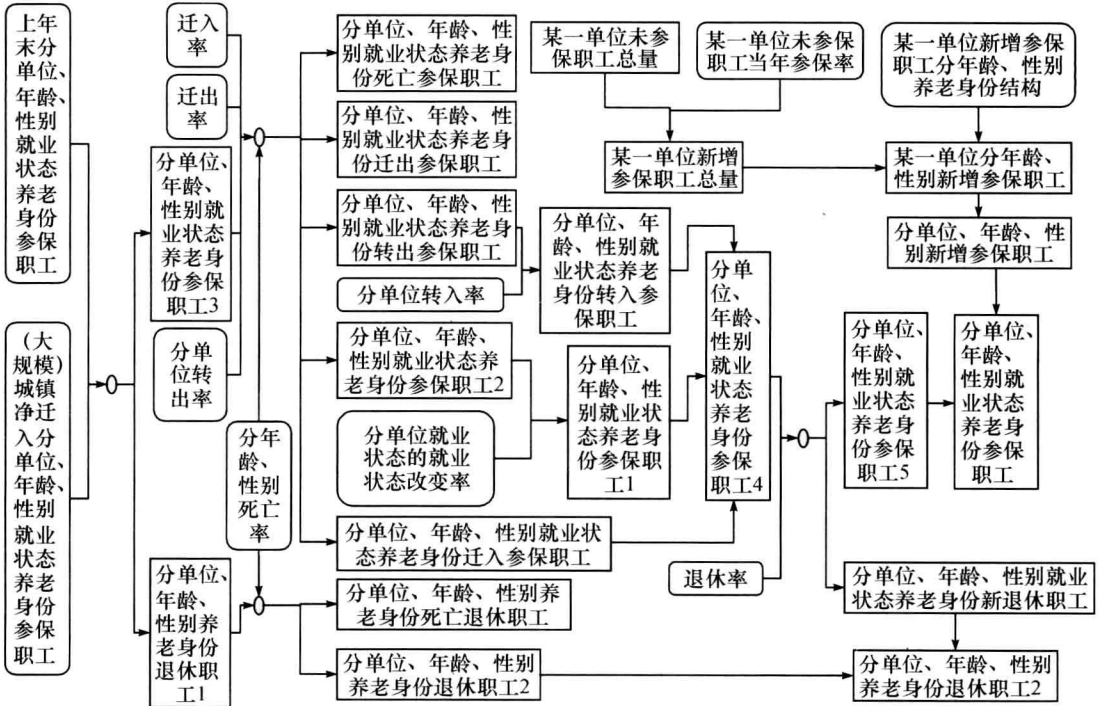 上年
末分
单位、
年龄、
性别
就业
状态
养老
身份
参保
职工
(大
规模)
城镇
净迁
入分
单位、
年龄、
性别
就业
状态
养老
身份
参保
职工
迁入
率
迁出
率
分单位、
年龄、
性别就
业状态
养老身
份参保
职工3
分单
位转
出率
分单位、
年龄、
性别养
老身份
退休职
工1
分年
龄、
性别
死亡
率
分单位、年龄、性
别就业状态养老身
份死亡参保职工
分单位、年龄、性
别就业状态养老身
份迁出参保职工
分单位、年龄、性
别就业状态养老身
份转出参保职工
分单位转入率
分单位、年龄、
性别就业状态养
老身份参保职工2
分单位就业
状态的就业
状态改变率
分单位、年龄、性别就业状
态养老身份迁入参保职工
分单位、年龄、性别养
老身份死亡退休职工
分单位、年龄、性别
养老身份退休职工2
某一单位未参
保职工总量
某一单位未参保
职工当年参保率
某一单位新增参保
职工分年龄、性别
养老身份结构
某一单位新增
参保职工总量
某一单位分年龄、
性别新增参保职工
分单位、年龄、性
别新增参保职工
分单位、年
龄、性别就
业状态养老
身份转入参
保职工
分单位、
年龄、性
别就业状
态养老身
份参保职
工1
分单
位、
年龄、
性别
就业
状态
养老
身份
参保
职工4
退休率
分单位、
年龄、
性别就
业状态
养老身
份参保
职工5
分单位、
年龄、
性别就
业状态
养老身
份参保
职工
分单位、年龄、性别就业
状态养老身份新退休职工
分单位、年龄、性别
养老身份退休职工2